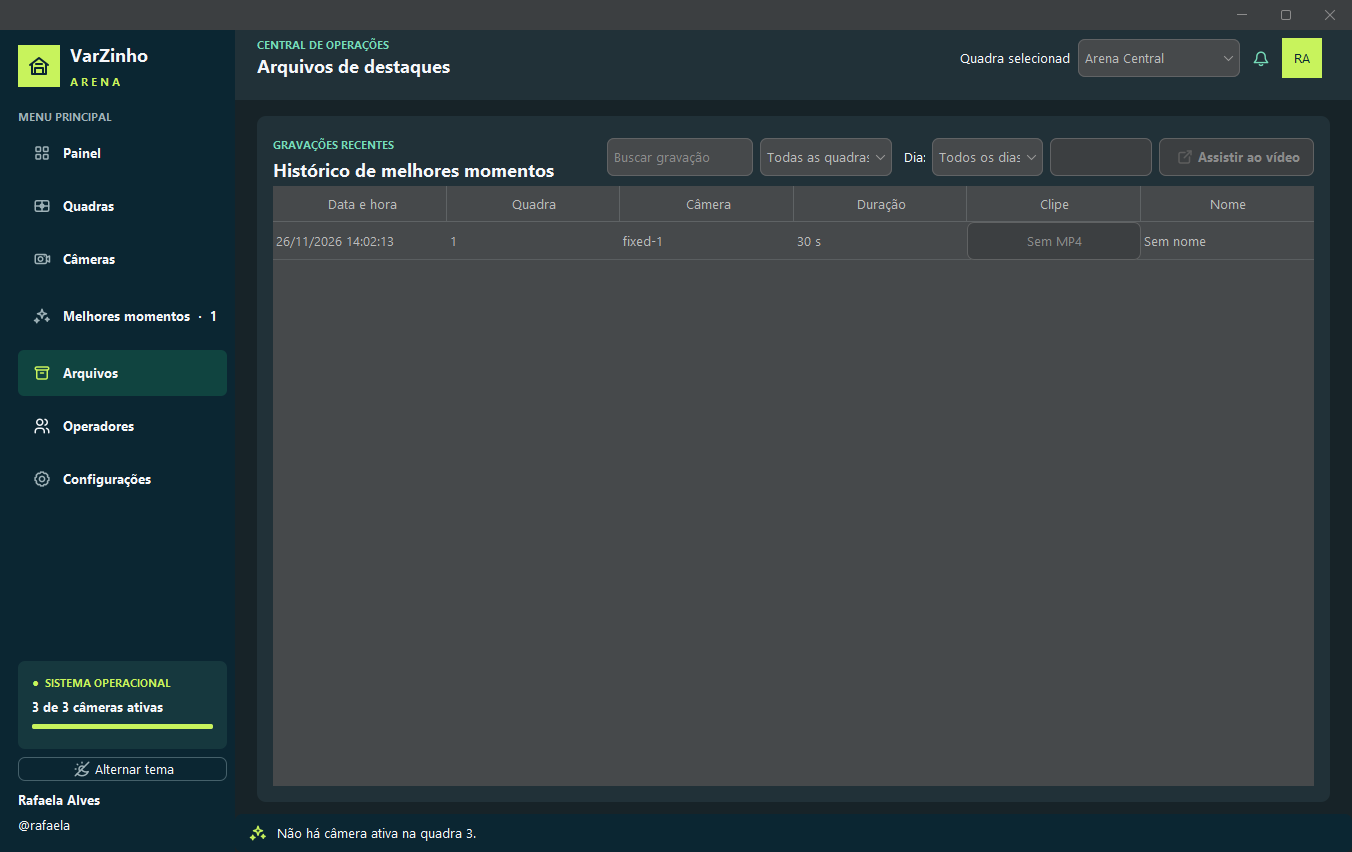 VarZinho
ARENA
MENU PRINCIPAL
Painel
Quadras
Câmeras
Melhores momentos · 1
Arquivos
Operadores
Configurações
• SISTEMA OPERACIONAL
3 de 3 câmeras ativas
Alternar tema
Rafaela Alves
@rafaela
CENTRAL DE OPERAÇÕES
Arquivos de destaques
Quadra selecionad
Arena Central
RA
GRAVAÇÕES RECENTES
Histórico de melhores momentos
Buscar gravação
Todas as quadras
Dia:
Todos os dias
Assistir ao vídeo
Data e hora Quadra Câmera Duração Clipe Nome
26/11/2026 14:02:13 1 fixed-1 30 s Sem MP4 Sem nome
Não há câmera ativa na quadra 3.